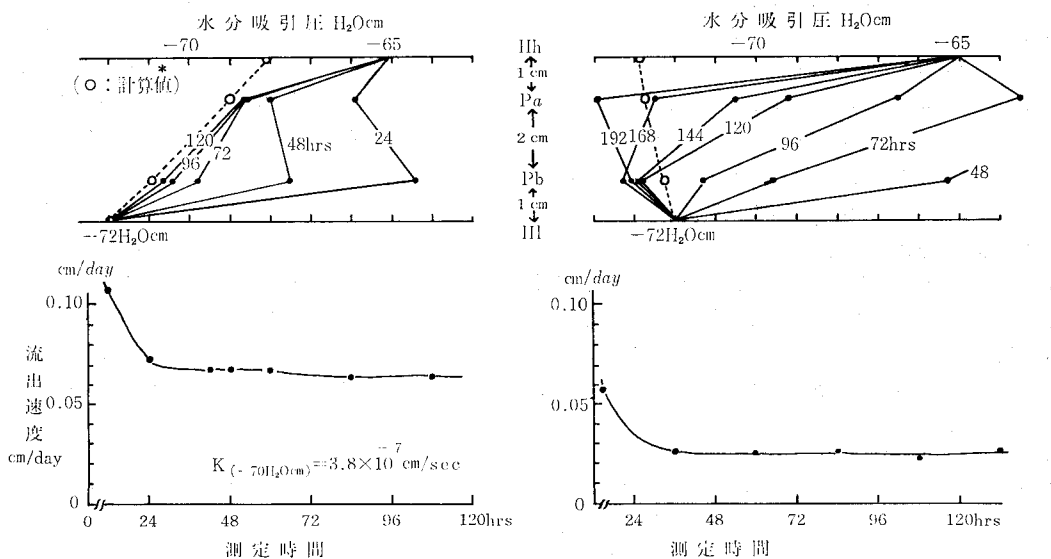 水分吸引圧 H₂Ocm
−70 −65
(○:計算値*)
120
96
72
48hrs
24
−72H₂Ocm
水分吸引圧 H₂Ocm
−70 −65
Hh
1 cm
Pa
2 cm
Pb
1 cm
Hl
192 168 144 120 96 72hrs 48
−72H₂Ocm
cm/day
0.10
0.05
0
流出速度
cm/day
K(−70H₂Ocm)=3.8×10⁻⁷cm/sec
0 24 48 72 96 120hrs
測定時間
cm/day
0.10
0.05
0
24 48 72 96 120hrs
測定時間